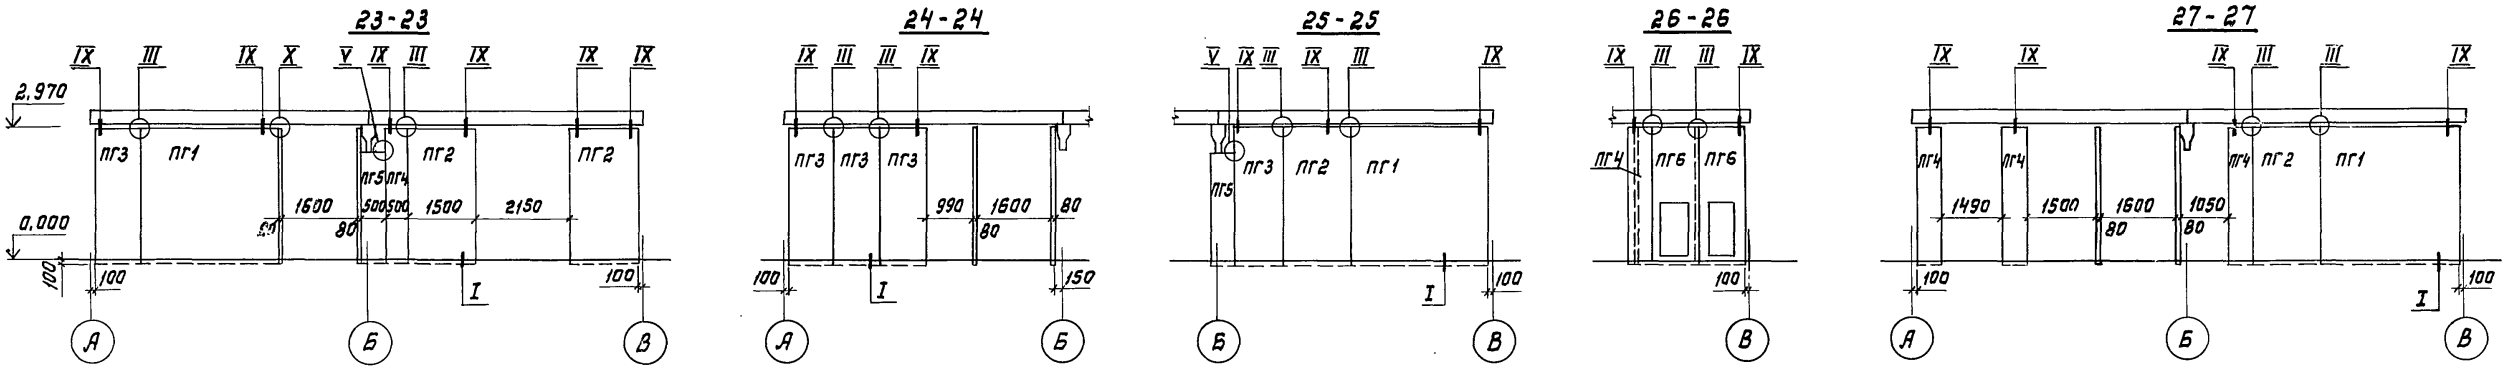 23-23
IX III IX X V IX III IX IX IX
2.970
ПГ3 ПГ1 ПГ5 ПГ4 ПГ2 ПГ2
1600 500 500 1500 2150
80
0.000
100 100 100
I
А Б В
24-24
IX III III IX
ПГ3 ПГ3 ПГ3
990 1600 80
80
100 150
I
А Б
25-25
V IX III IX III IX
ПГ5 ПГ3 ПГ2 ПГ1
100
I
Б В
26-26
IX III III IX
ПГ4 ПГ6 ПГ6
100
В
27-27
IX IX IX III III IX
ПГ4 ПГ4 ПГ4 ПГ2 ПГ1
1490 1500 1600 1050
80 80
100 100
I
А Б В